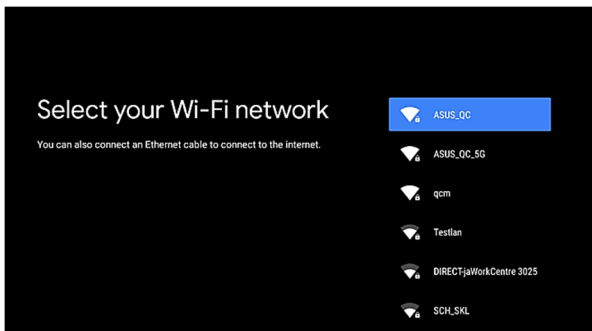 Select your Wi-Fi network
You can also connect an Ethernet cable to connect to the internet.
ASUS_QC
ASUS_QC_5G
qcm
Testlan
DIRECT-jaWorkCentre 3025
SCH_SKL